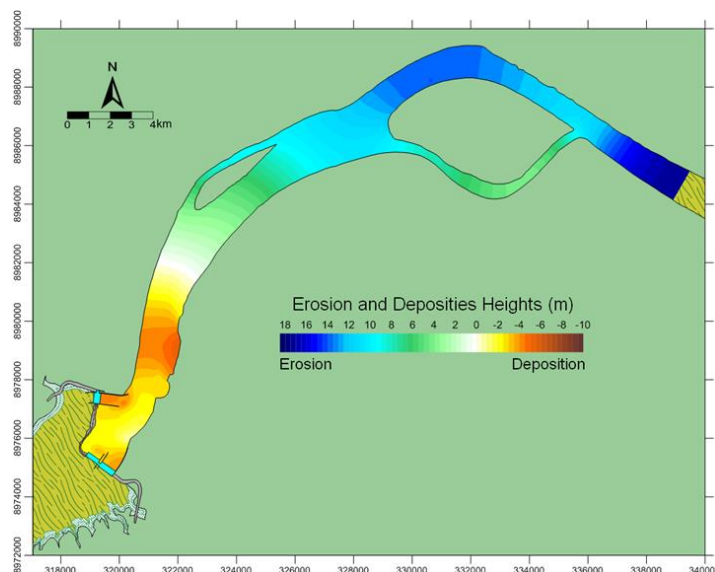 8990000
8988000
8986000
8984000
8982000
8980000
8978000
8976000
8974000
8972000
N
0 1 2 3 4km
Erosion and Deposities Heights (m)
18 16 14 12 10 8 6 4 2 0 -2 -4 -6 -8 -10
Erosion Deposition
318000 320000 322000 324000 326000 328000 330000 332000 334000 336000 338000 34000